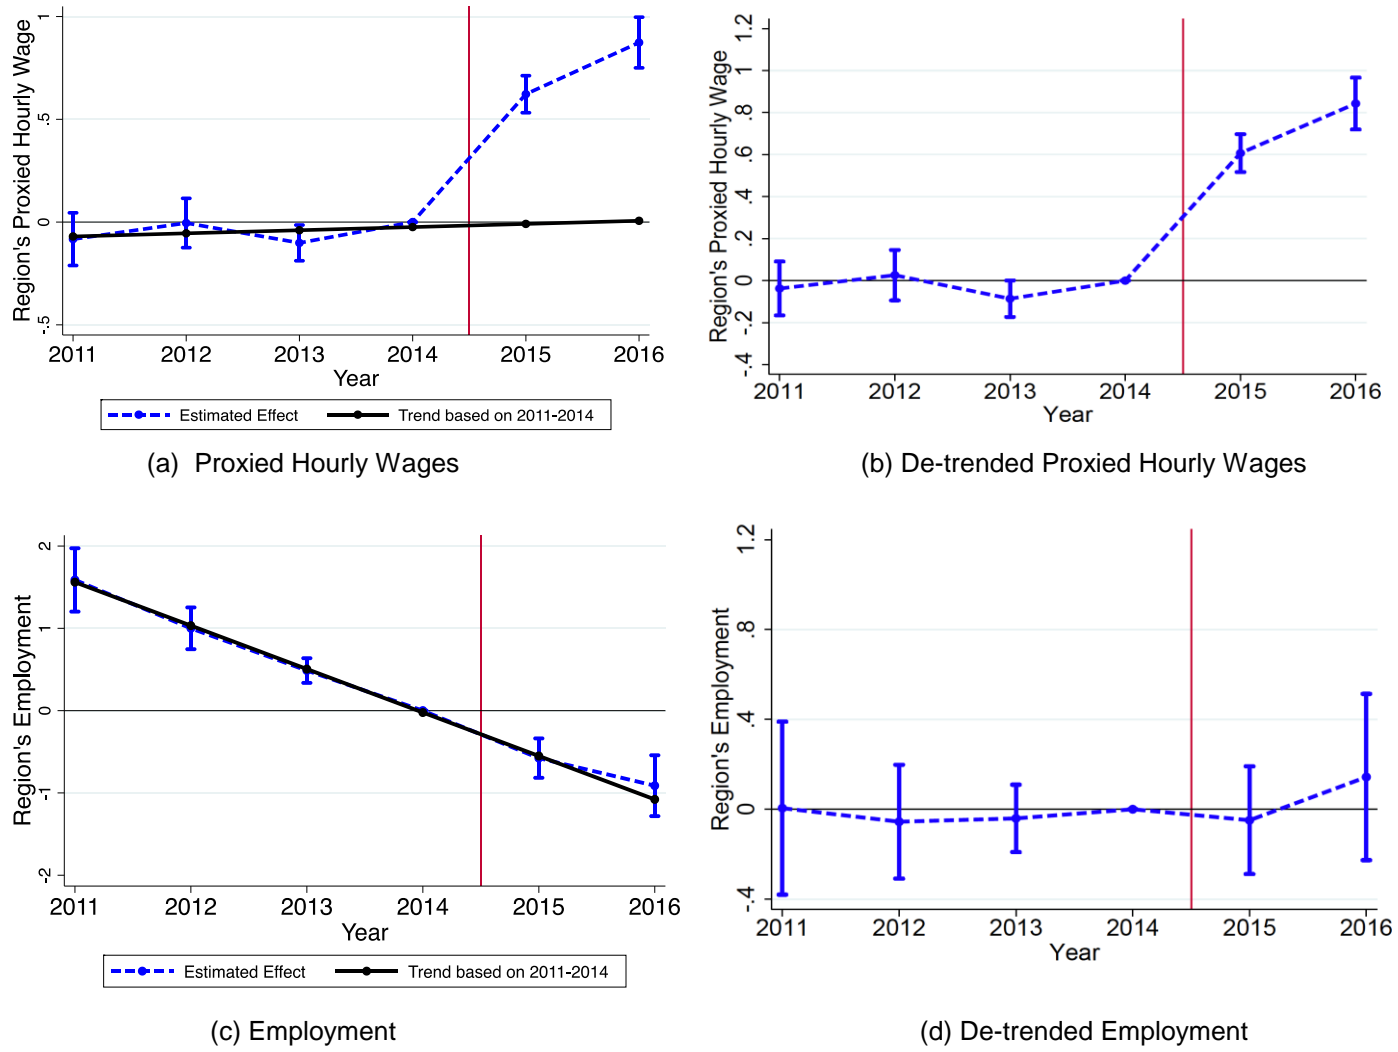 Region's Proxied Hourly Wage
1
.5
0
-.5
2011 2012 2013 2014 2015 2016
Year
Estimated Effect Trend based on 2011-2014
(a) Proxied Hourly Wages
Region's Proxied Hourly Wage
1.2
1
.8
.6
.4
.2
0
-.2
-.4
2011 2012 2013 2014 2015 2016
Year
(b) De-trended Proxied Hourly Wages
Region's Employment
2
1
0
-1
-2
2011 2012 2013 2014 2015 2016
Year
Estimated Effect Trend based on 2011-2014
(c) Employment
Region's Employment
1.2
.8
.4
0
-.4
2011 2012 2013 2014 2015 2016
Year
(d) De-trended Employment